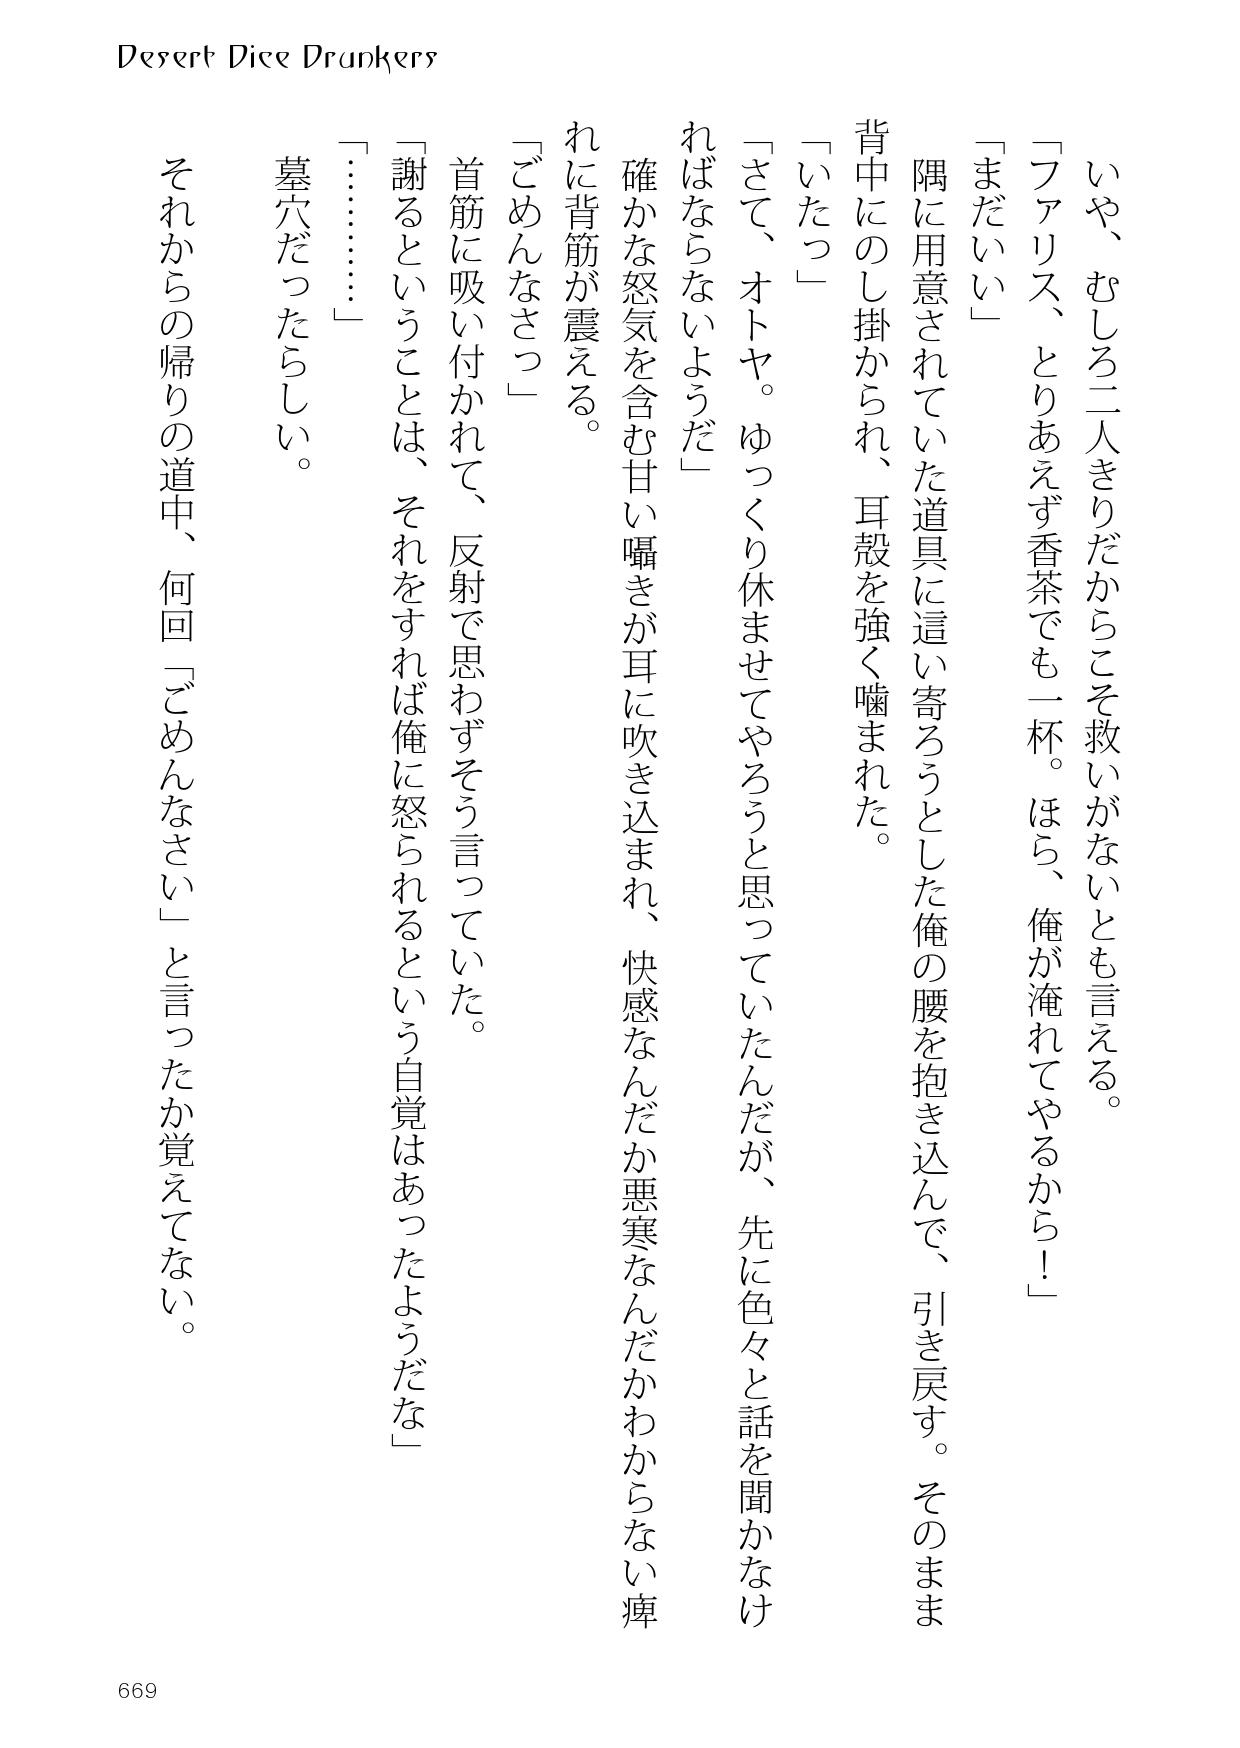 Desert Dice Drunkers
いや、むしろ二人きりだからこそ救いがないとも言える。
「ファリス、とりあえず香茶でも一杯。ほら、俺が淹れてやるから！」
「まだいい」
隅に用意されていた道具に這い寄ろうとした俺の腰を抱き込んで、引き戻す。そのまま
背中にのし掛かられ、耳殻を強く噛まれた。
「いたっ」
「さて、オトヤ。ゆっくり休ませてやろうと思っていたんだが、先に色々と話を聞かなけ
ればならないようだ」
確かな怒気を含む甘い囁きが耳に吹き込まれ、快感なんだか悪寒なんだかわからない痺
れに背筋が震える。
「ごめんなさっ」
首筋に吸い付かれて、反射で思わずそう言っていた。
「謝るということは、それをすれば俺に怒られるという自覚はあったようだな」
「…………」
墓穴だったらしい。
それからの帰りの道中、何回「ごめんなさい」と言ったか覚えてない。
669